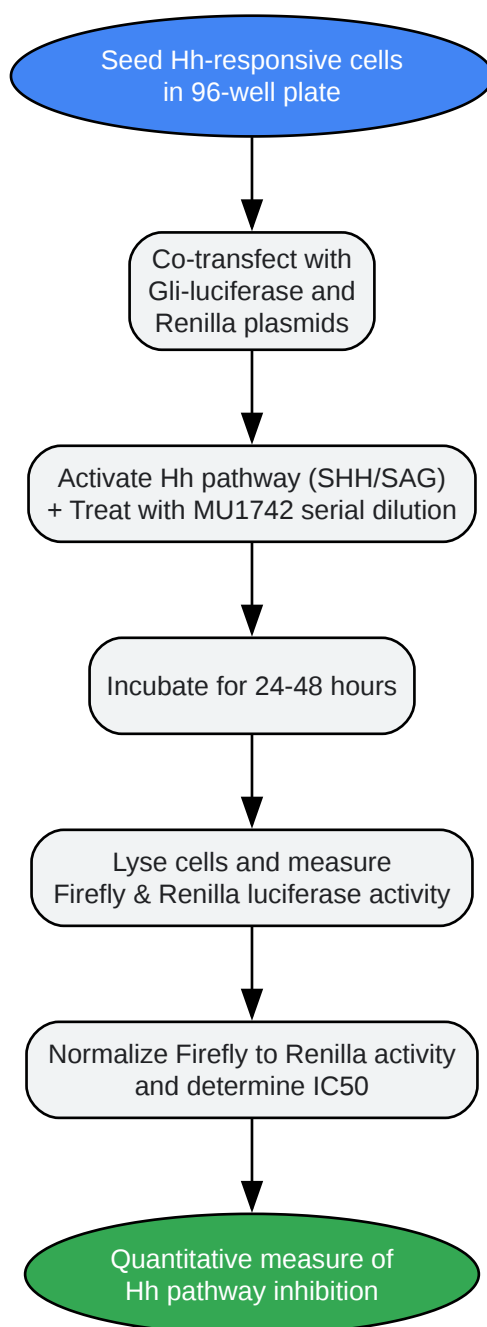 Seed Hh-responsive cells
in 96-well plate
Co-transfect with
Gli-luciferase and
Renilla plasmids
Activate Hh pathway (SHH/SAG)
+ Treat with MU1742 serial dilution
Incubate for 24-48 hours
Lyse cells and measure
Firefly & Renilla luciferase activity
Normalize Firefly to Renilla activity
and determine IC50
Quantitative measure of
Hh pathway inhibition